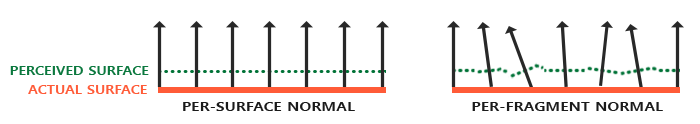 PERCEIVED SURFACE
ACTUAL SURFACE
PER-SURFACE NORMAL
PER-FRAGMENT NORMAL